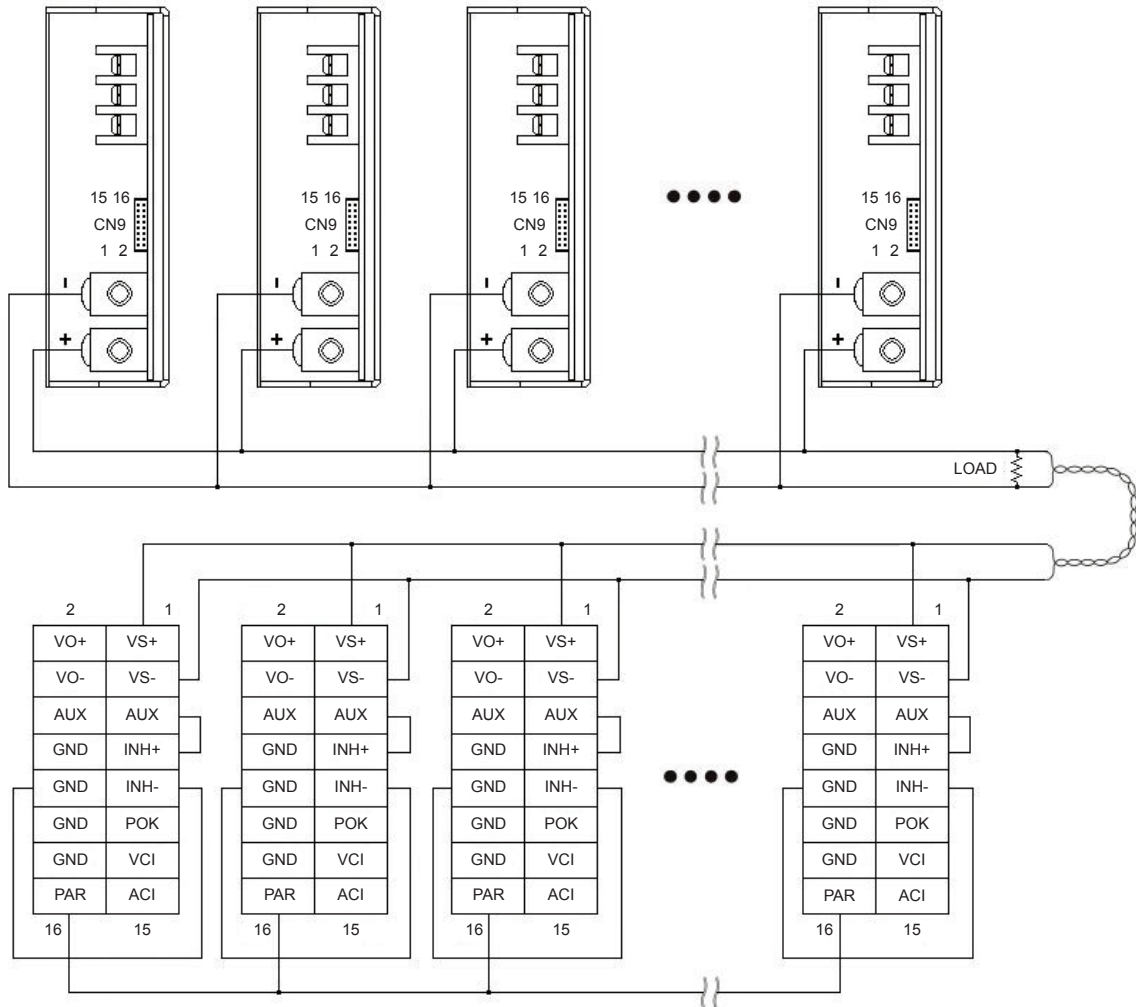 15 16 15 16 15 16 15 16
CN9 CN9 CN9 CN9
1 2 1 2 1 2 1 2
- - - -
+ + + +
LOAD
2 1 2 1 2 1 2 1
VO+ VS+ VO+ VS+ VO+ VS+ VO+ VS+
VO- VS- VO- VS- VO- VS- VO- VS-
AUX AUX AUX AUX AUX AUX AUX AUX
GND INH+ GND INH+ GND INH+ GND INH+
GND INH- GND INH- GND INH- GND INH-
GND POK GND POK GND POK GND POK
GND VCI GND VCI GND VCI GND VCI
PAR ACI PAR ACI PAR ACI PAR ACI
16 15 16 15 16 15 16 15